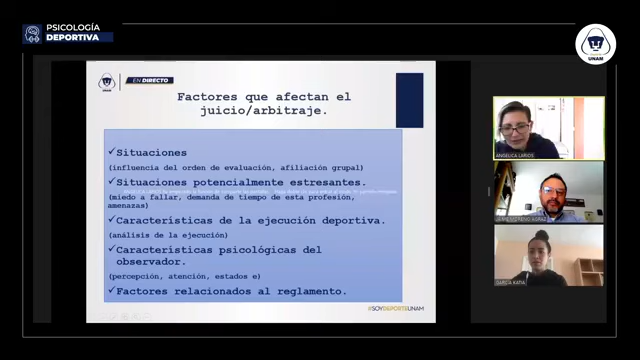 PSICOLOGÍA
DEPORTIVA
UNAM
UNAM
EN DIRECTO
Factores que afectan el
juicio/arbitraje.
✓Situaciones
(influencia del orden de evaluación, afiliación grupal)
✓Situaciones potencialmente estresantes.
(miedo a fallar, demanda de tiempo de esta profesión,
amenazas)
✓Características de la ejecución deportiva.
(análisis de la ejecución)
✓Características psicológicas del
observador.
(percepción, atención, estados e)
✓Factores relacionados al reglamento.
#SOYDEPORTEUNAM
ANGELICA LARIOS
GARCIA KATIA